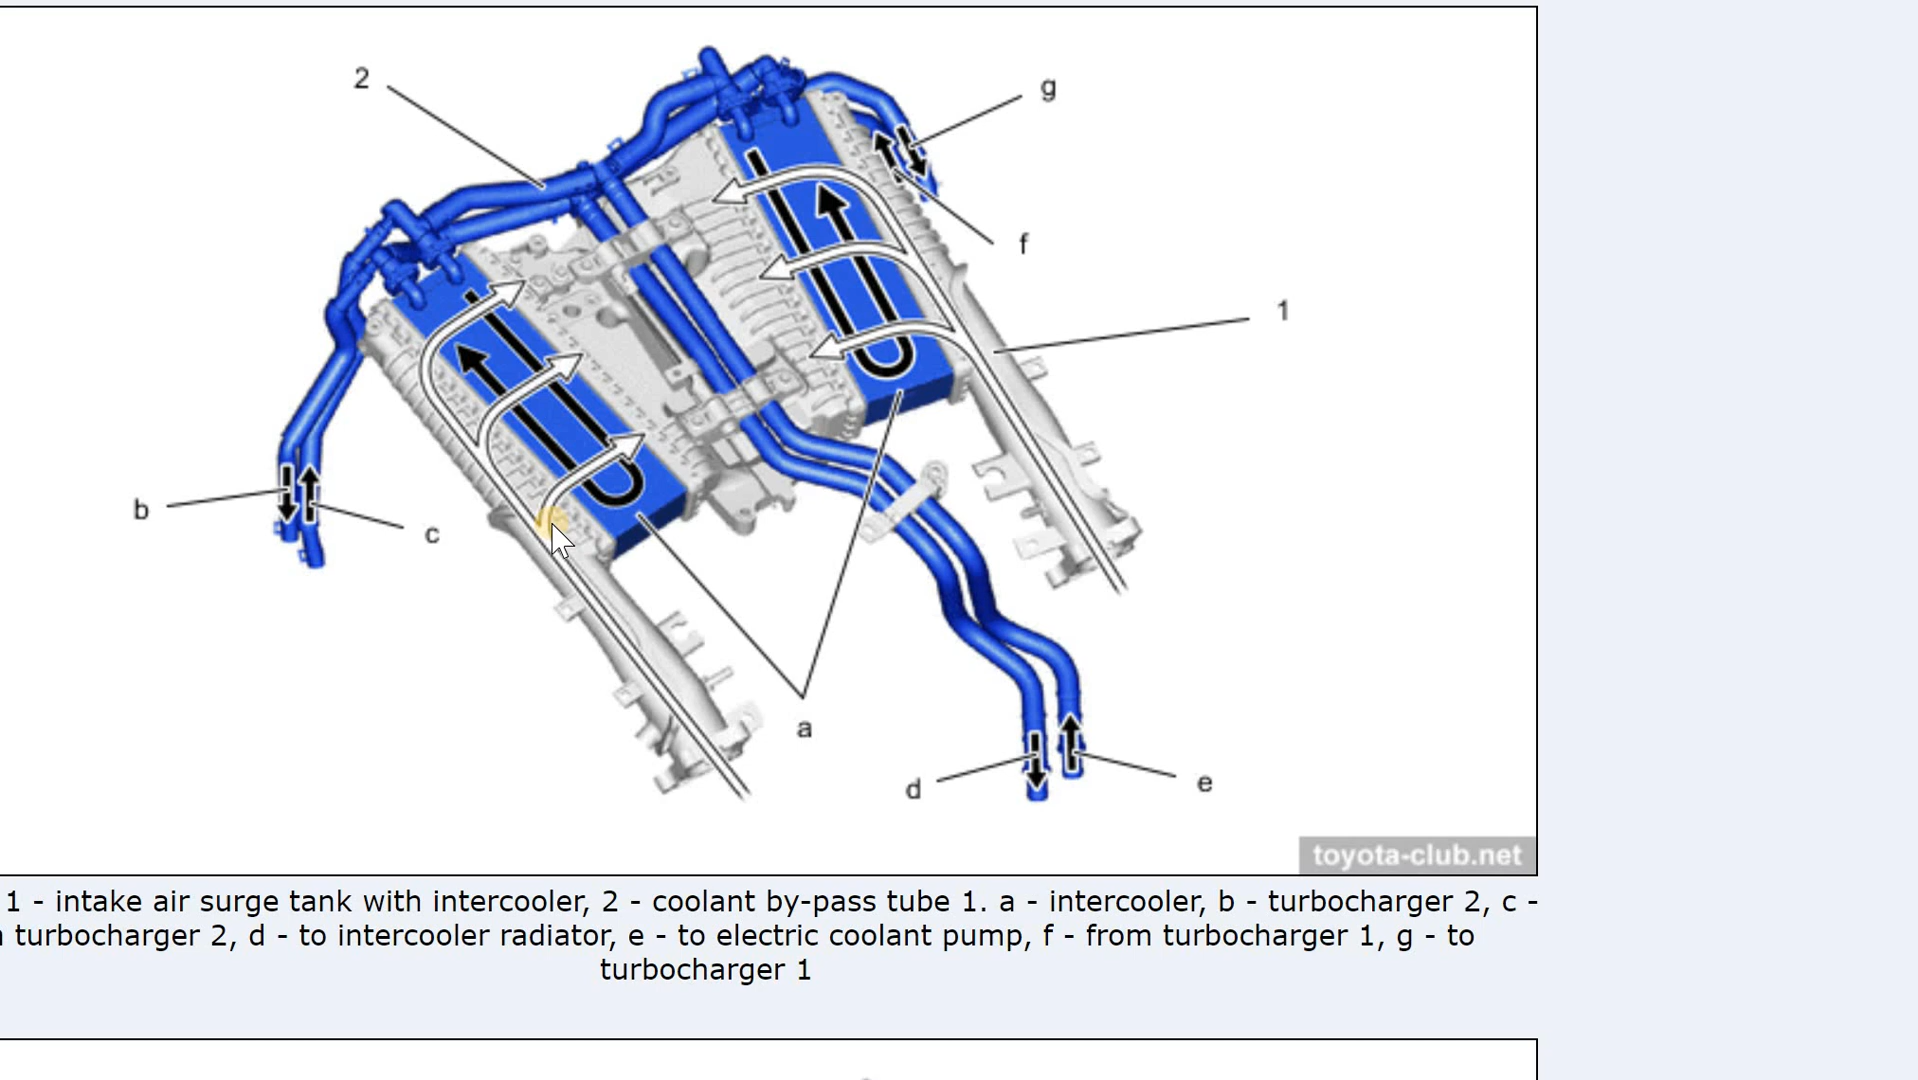 2
g
f
1
b
c
a
d
e
toyota-club.net
1 - intake air surge tank with intercooler, 2 - coolant by-pass tube 1. a - intercooler, b - turbocharger 2, c -
turbocharger 2, d - to intercooler radiator, e - to electric coolant pump, f - from turbocharger 1, g - to
turbocharger 1